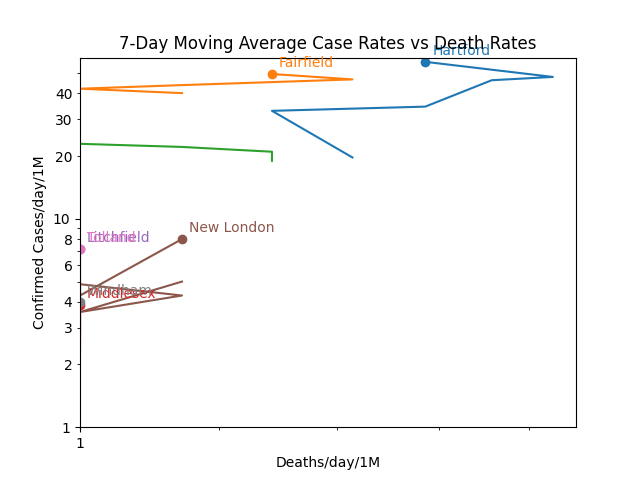 7-Day Moving Average Case Rates vs Death Rates
Hartford
Fairfield
40
30
20
10
8
6
4
3
2
1
New London
Litchfield
Tolland
Windham
Middlesex
1
Confirmed Cases/day/1M
Deaths/day/1M